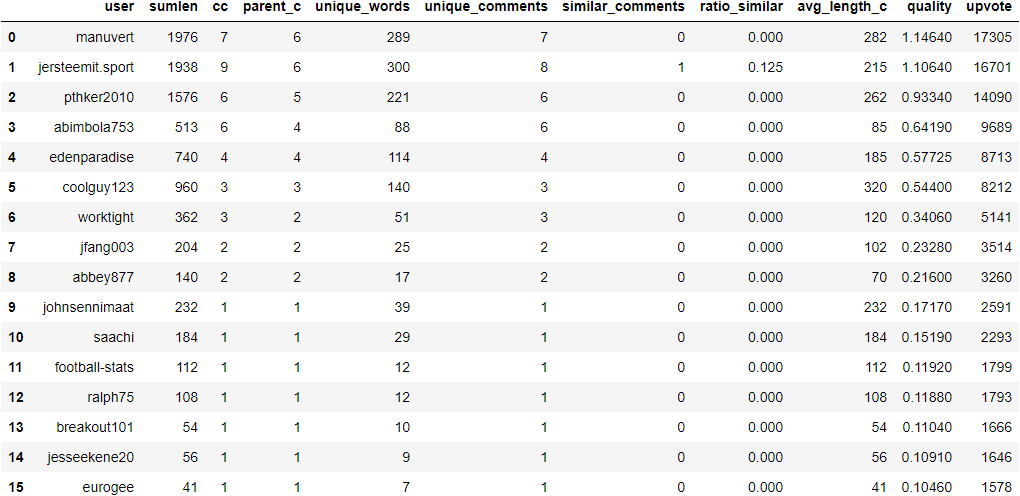 user sumlen cc parent_c unique_words unique_comments similar_comments ratio_similar avg_length_c quality upvote
0 manuvert 1976 7 6 289 7 0 0.000 282 1.14640 17305
1 jersteemit.sport 1938 9 6 300 8 1 0.125 215 1.10640 16701
2 pthker2010 1576 6 5 221 6 0 0.000 262 0.93340 14090
3 abimbola753 513 6 4 88 6 0 0.000 85 0.64190 9689
4 edenparadise 740 4 4 114 4 0 0.000 185 0.57725 8713
5 coolguy123 960 3 3 140 3 0 0.000 320 0.54400 8212
6 worktight 362 3 2 51 3 0 0.000 120 0.34060 5141
7 jfang003 204 2 2 25 2 0 0.000 102 0.23280 3514
8 abbey877 140 2 2 17 2 0 0.000 70 0.21600 3260
9 johnsennimaat 232 1 1 39 1 0 0.000 232 0.17170 2591
10 saachi 184 1 1 29 1 0 0.000 184 0.15190 2293
11 football-stats 112 1 1 12 1 0 0.000 112 0.11920 1799
12 ralph75 108 1 1 12 1 0 0.000 108 0.11880 1793
13 breakout101 54 1 1 10 1 0 0.000 54 0.11040 1666
14 jesseekene20 56 1 1 9 1 0 0.000 56 0.10910 1646
15 eurogee 41 1 1 7 1 0 0.000 41 0.10460 1578